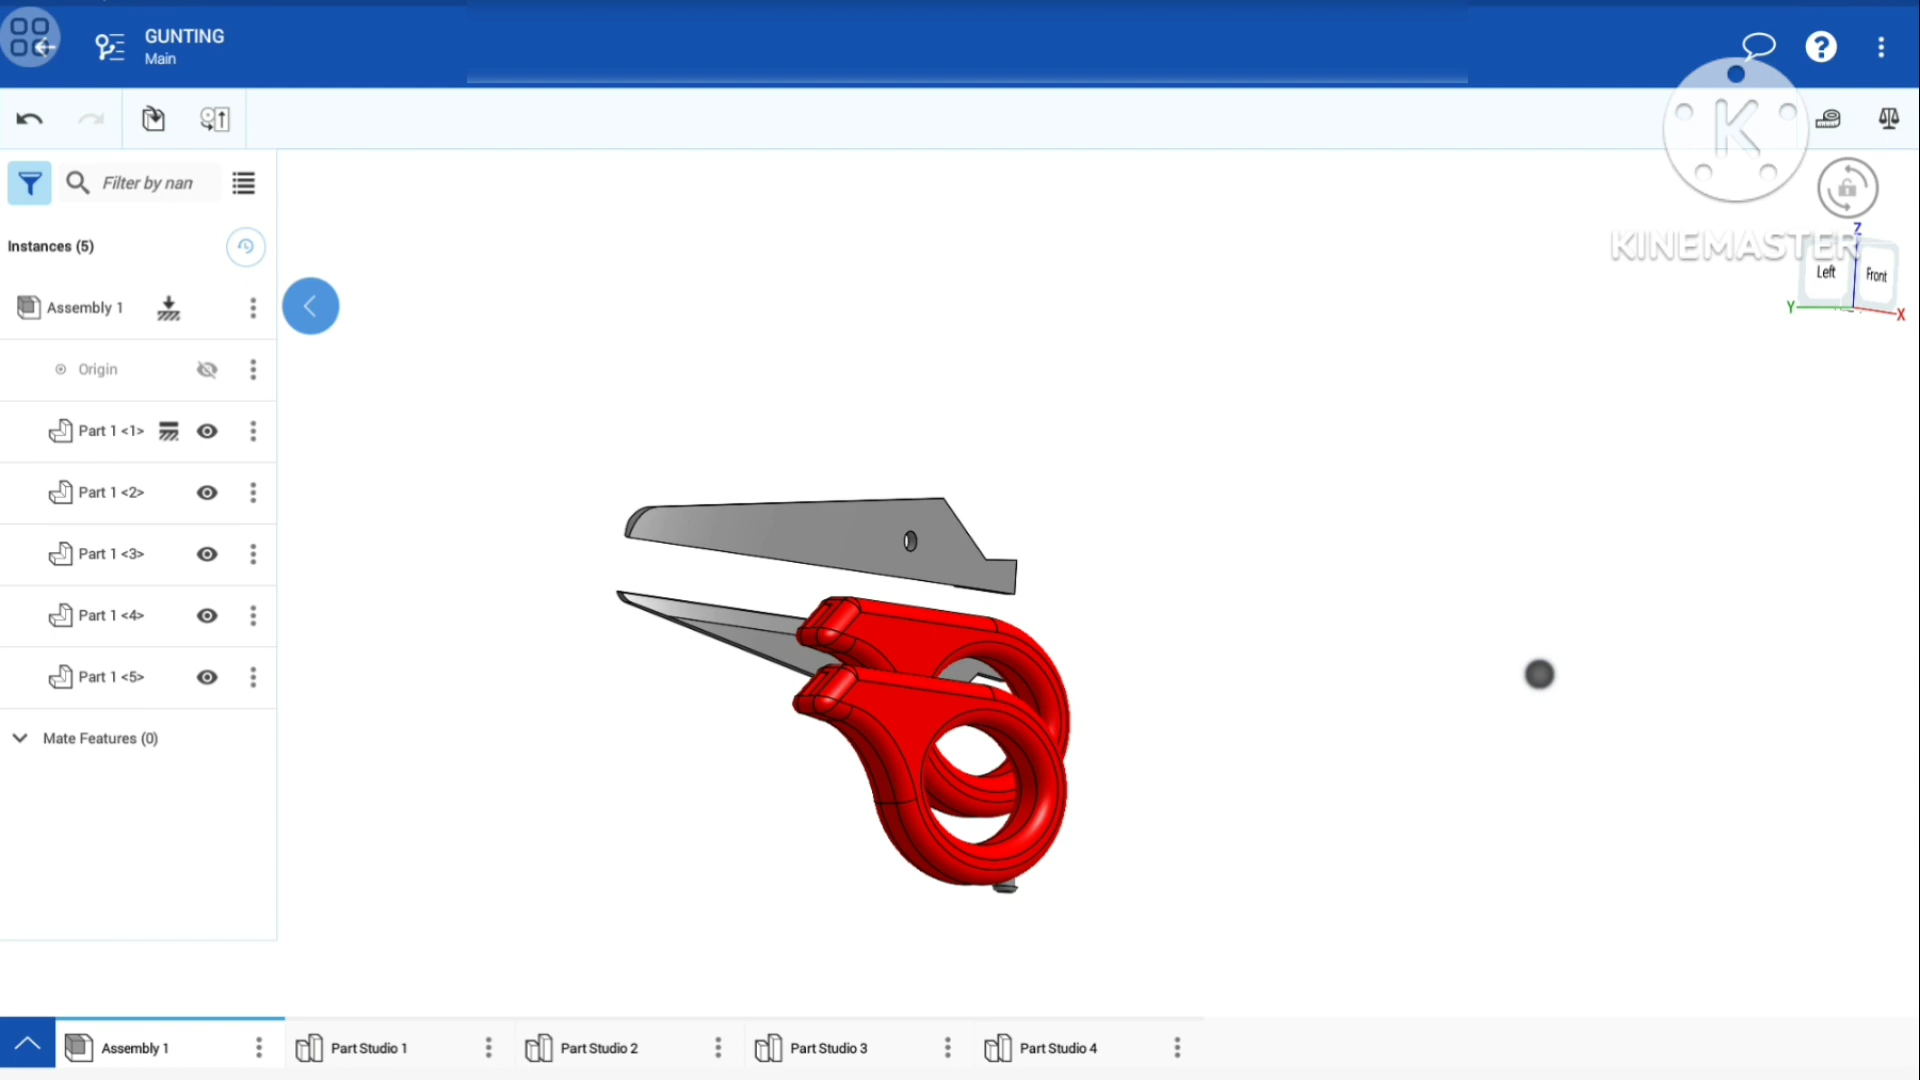 GUNTING
Main
K
KINEMASTER
Filter by nan
Instances (5)
Assembly 1
Origin
Part 1 <1>
Part 1 <2>
Part 1 <3>
Part 1 <4>
Part 1 <5>
Mate Features (0)
Z
Left
Front
Y
X
Assembly 1
Part Studio 1
Part Studio 2
Part Studio 3
Part Studio 4